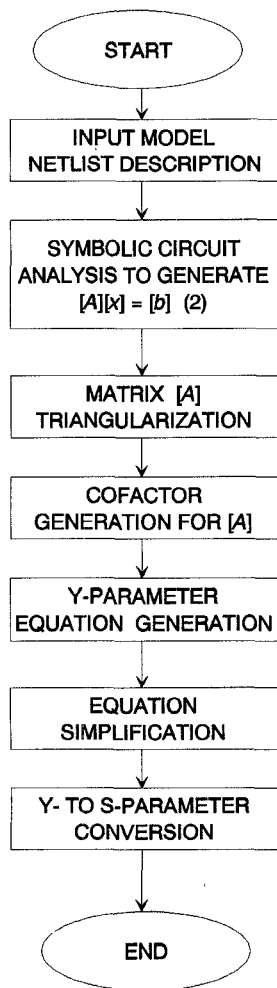 START
INPUT MODEL
NETLIST DESCRIPTION
SYMBOLIC CIRCUIT
ANALYSIS TO GENERATE
[A][x] = [b] (2)
MATRIX [A]
TRIANGULARIZATION
COFACTOR
GENERATION FOR [A]
Y-PARAMETER
EQUATION GENERATION
EQUATION
SIMPLIFICATION
Y- TO S-PARAMETER
CONVERSION
END